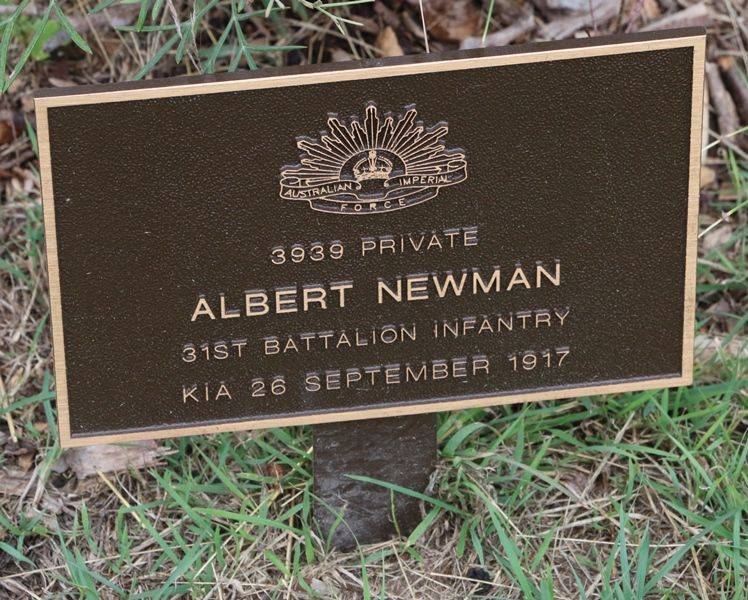 AUSTRALIAN IMPERIAL
FORCE
3939 PRIVATE
ALBERT NEWMAN
31ST BATTALION INFANTRY
KIA 26 SEPTEMBER 1917